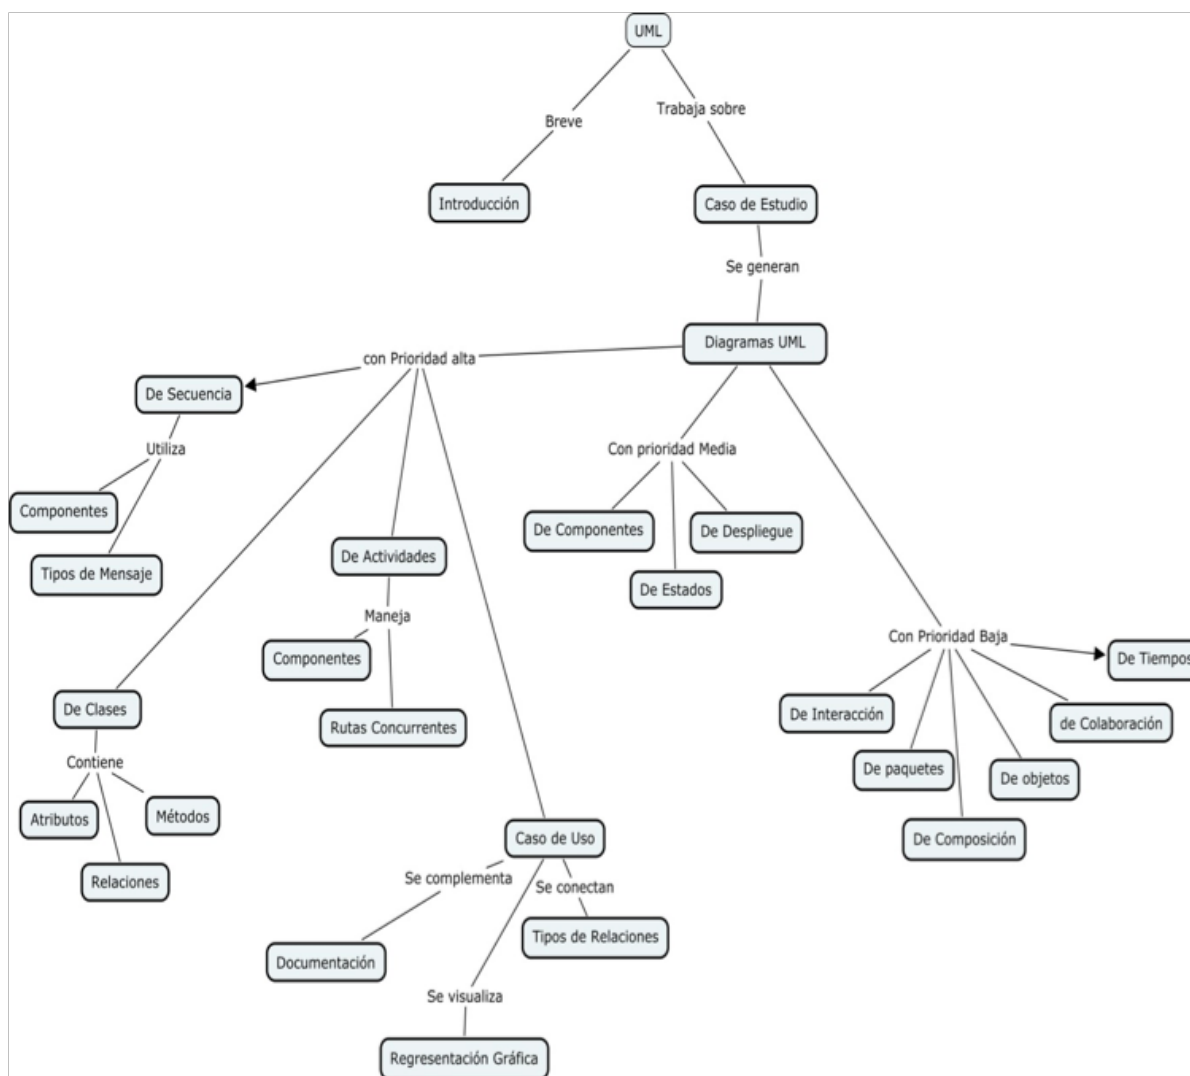 UML
Breve
Trabaja sobre
Introducción
Caso de Estudio
Se generan
Diagramas UML
con Prioridad alta
De Secuencia
Utiliza
Componentes
Tipos de Mensaje
De Actividades
Maneja
Componentes
Rutas Concurrentes
De Clases
Contiene
Atributos
Métodos
Relaciones
Caso de Uso
Se complementa
Se conectan
Documentación
Tipos de Relaciones
Se visualiza
Regresentación Gráfica
Con prioridad Media
De Componentes
De Despliegue
De Estados
Con Prioridad Baja
De Tiempos
De Interacción
de Colaboración
De paquetes
De objetos
De Composición